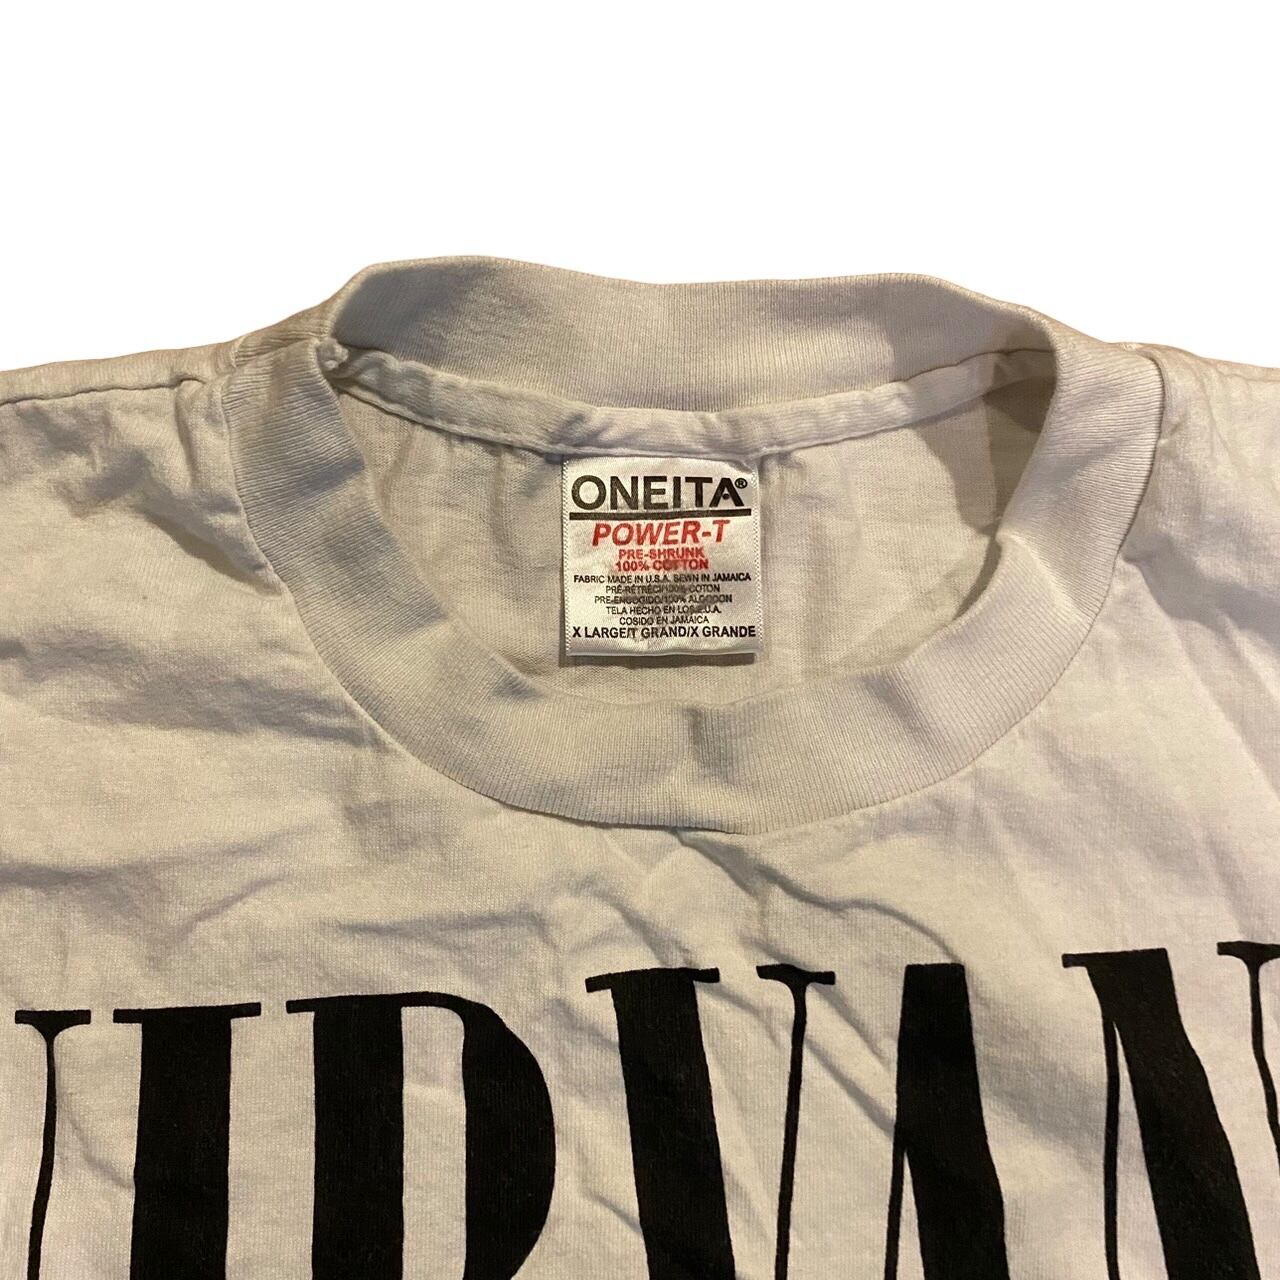 ONEITA®
POWER-T
PRE-SHRUNK
100% COTTON
FABRIC MADE IN U.S.A. SEWN IN JAMAICA
PRÉ-RÉTRÉCI/100% COTON
PRE-ENCOGIDO/100% ALGODON
TELA HECHO EN LOS E.U.A.
COSIDO EN JAMAICA
X LARGE/T GRAND/X GRANDE
NIRVAN